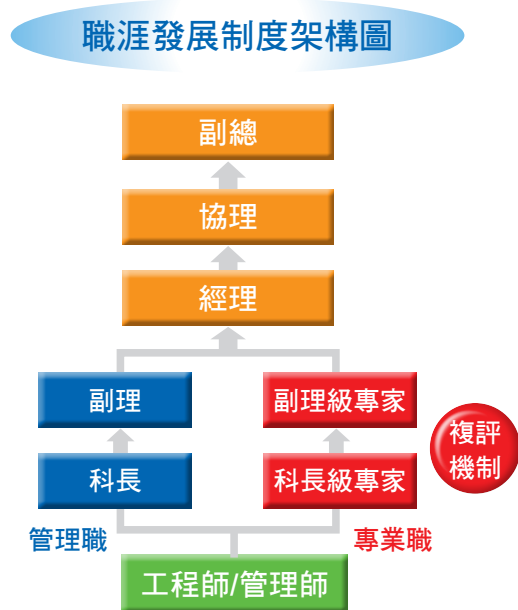 職涯發展制度架構圖
副總
協理
經理
副理
副理級專家
複評
機制
科長
科長級專家
管理職
專業職
工程師/管理師